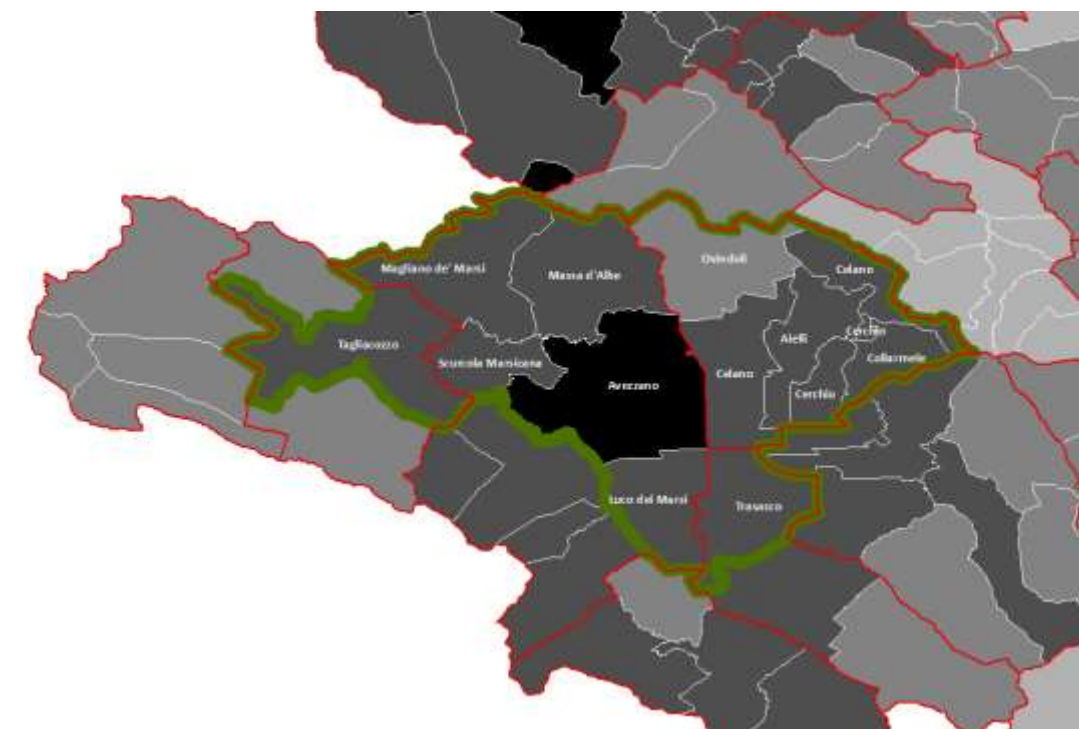 Ovindoli
Celano
Magliano de' Marsi
Massa d'Albe
Cerchio
Aielli
Tagliacozzo
Collarmele
Scurcola Marsicana
Celano
Avezzano
Cerchio
Luco dei Marsi
Trasacco